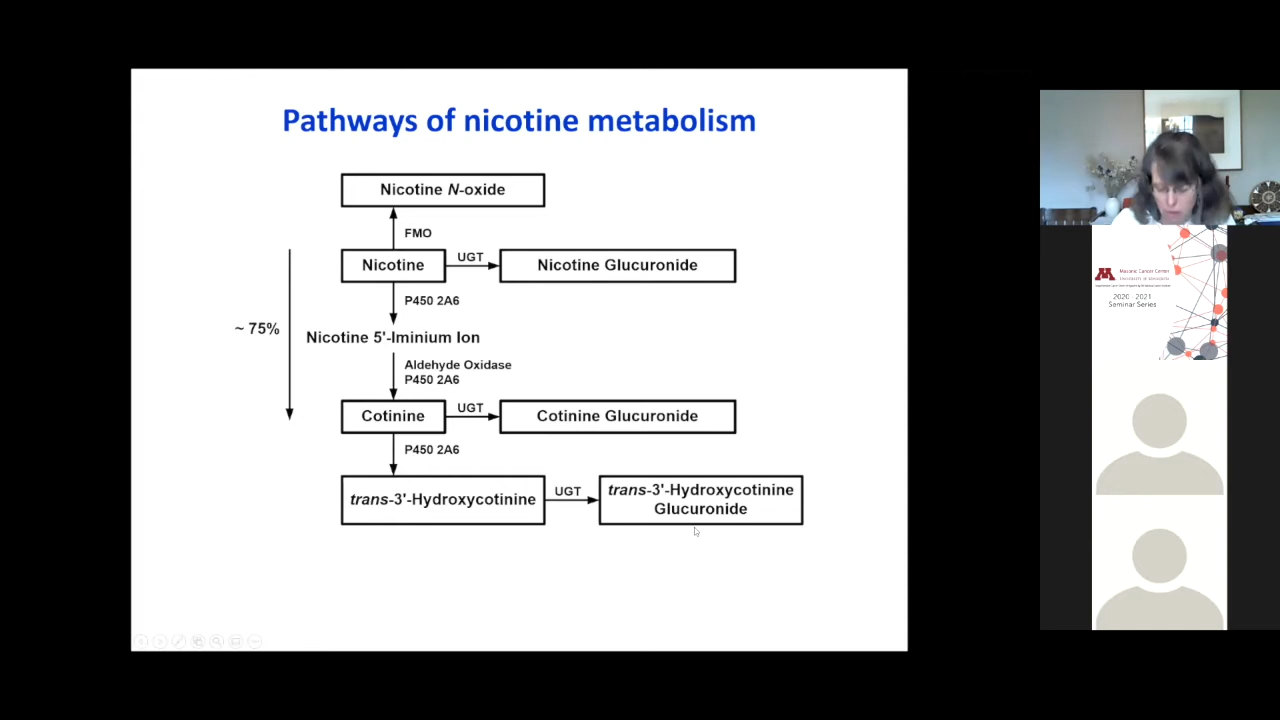 Pathways of nicotine metabolism
Nicotine N-oxide
FMO
Nicotine
UGT
Nicotine Glucuronide
P450 2A6
~ 75%
Nicotine 5'-Iminium Ion
Aldehyde Oxidase
P450 2A6
Cotinine
UGT
Cotinine Glucuronide
P450 2A6
trans-3'-Hydroxycotinine
UGT
trans-3'-Hydroxycotinine
Glucuronide
M
Masonic Cancer Center
University of Minnesota
2020 2021
Seminar Series